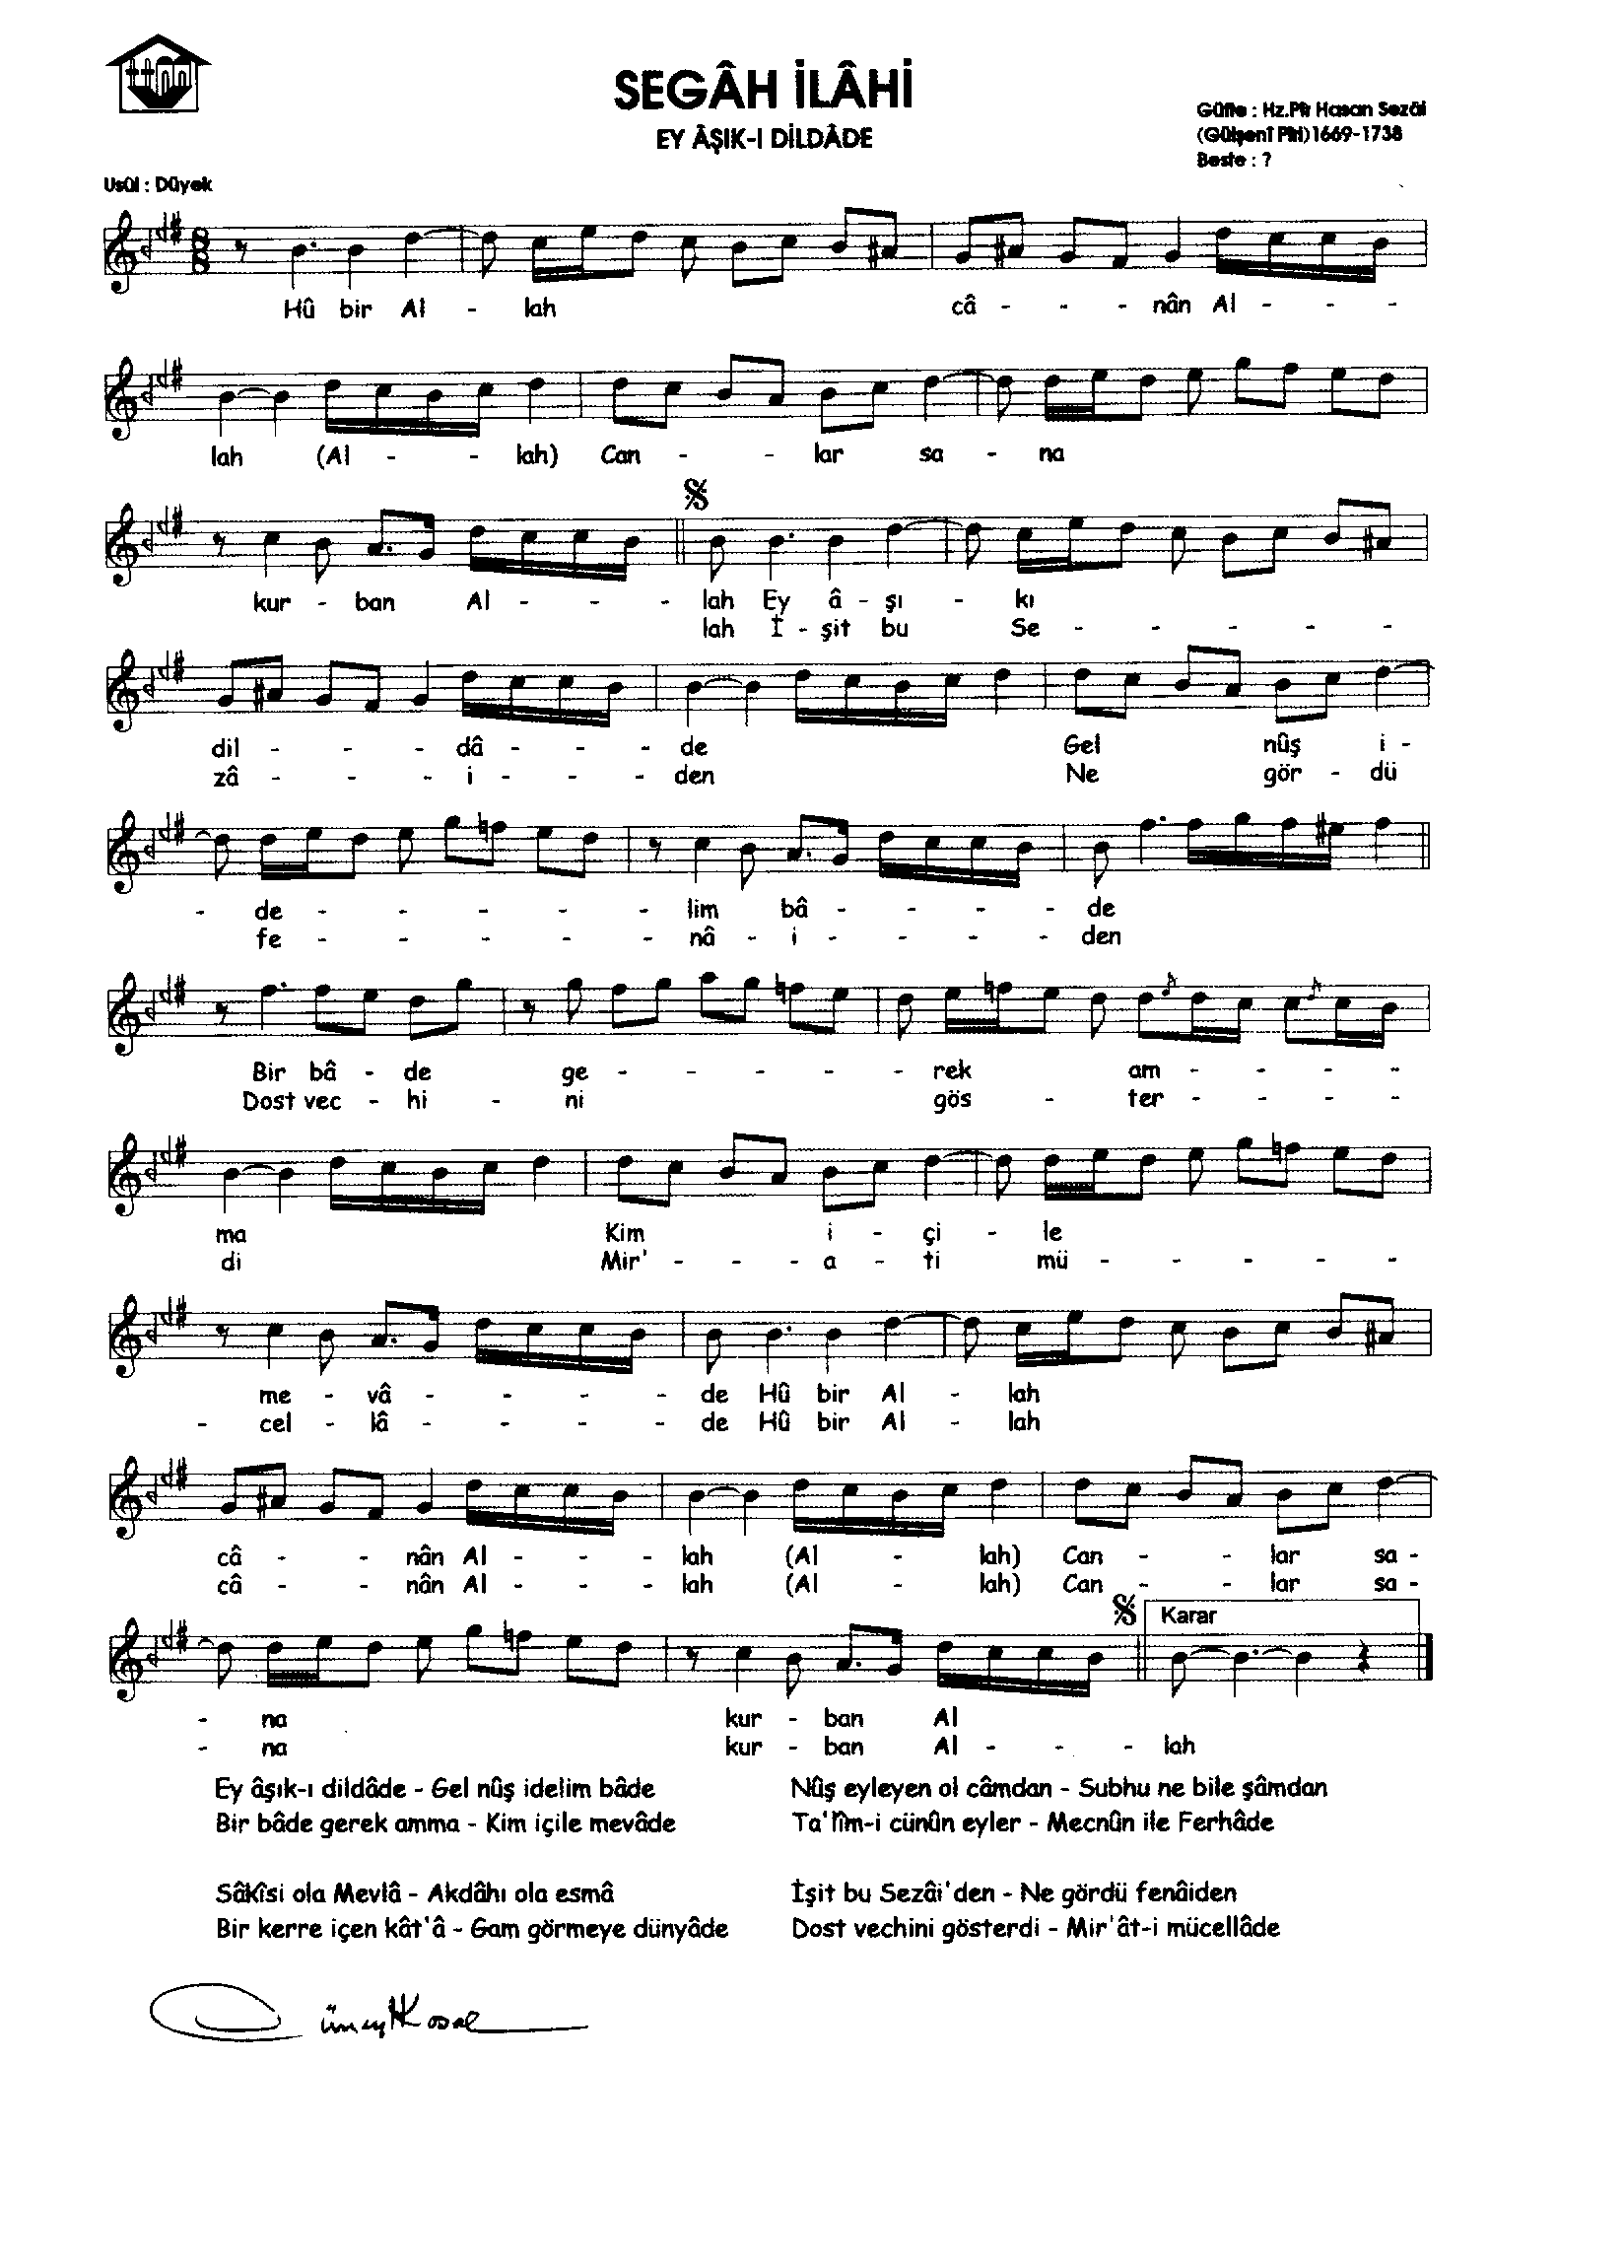 SEGÂH İLÂHİ
EY ÂŞIK-I DİLDÂDE
Güfte : Hz.Pîr Hasan Sezâi
(Gülşenî Pîri)1669-1738
Beste : ?
Usûl : Düyek
Hû bir Al - lah câ - - - nân Al - - -
lah (Al - - lah) Can - - lar sa - na
kur - ban Al - - - lah Ey â - şı - kı
lah İ - şit bu Se - - - - - -
dil - - - dâ - - - de Gel nûş i -
zâ - - - i - - - den Ne gör - dü
- de - - - - - lim bâ - - - - de
fe - - - - - nâ - i - - - - den
Bir bâ - de ge - - - - - rek am - - - -
Dost vec - hi - ni gös - ter - - - -
ma Kim i - çi - le
di Mir' - - - a - ti mü - - - - - -
me - vâ - - - - - de Hû bir Al - lah
- cel - lâ - - - - - de Hû bir Al - lah
câ - - nân Al - - - lah (Al - lah) Can - - lar sa -
câ - - nân Al - - - lah (Al - lah) Can - - lar sa -
Karar
- na kur - ban Al
- na kur - ban Al - - - lah
Ey âşık-ı dildâde - Gel nûş idelim bâde
Bir bâde gerek amma - Kim içile mevâde
Sâkîsi ola Mevlâ - Akdâhı ola esmâ
Bir kerre içen kât'â - Gam görmeye dünyâde
Nûş eyleyen ol câmdan - Subhu ne bile şâmdan
Ta'lîm-i cünûn eyler - Mecnûn ile Ferhâde
İşit bu Sezâi'den - Ne gördü fenâiden
Dost vechini gösterdi - Mir'ât-i mücellâde